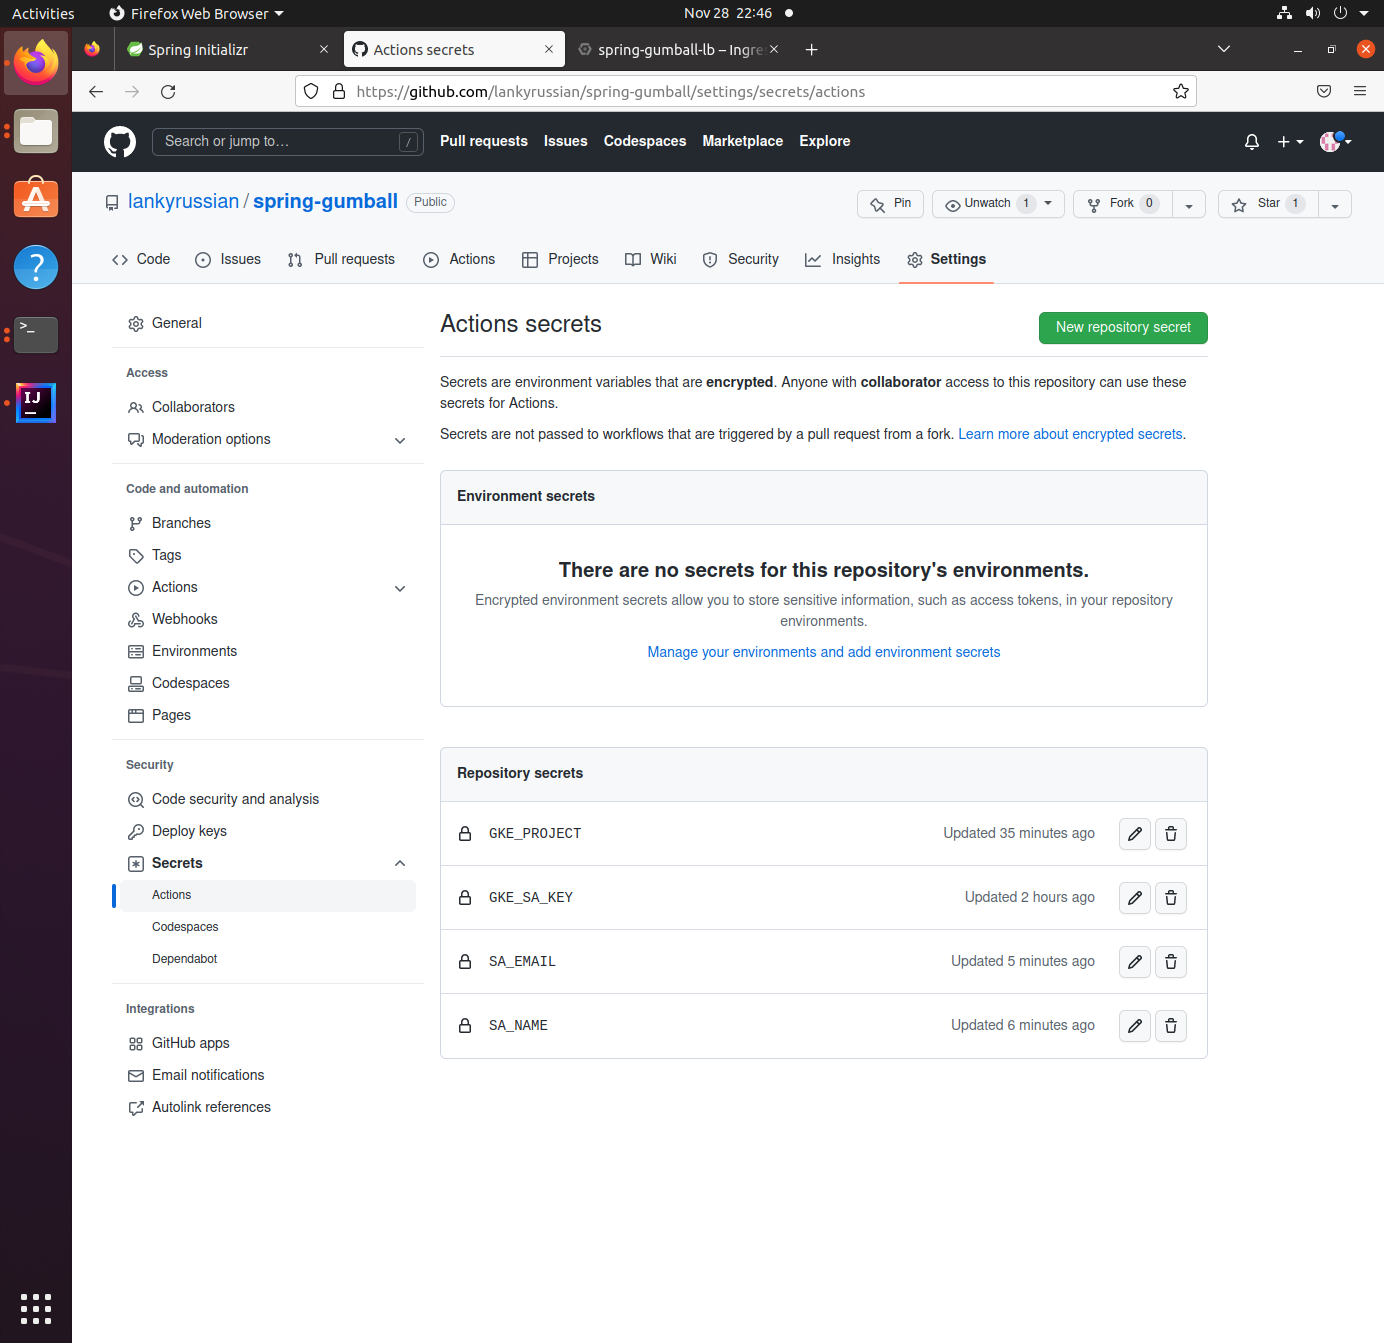 Activities Firefox Web Browser Nov 28 22:46
Spring Initializr Actions secrets spring-gumball-lb – Ingre
https://github.com/lankyrussian/spring-gumball/settings/secrets/actions
Search or jump to… / Pull requests Issues Codespaces Marketplace Explore
lankyrussian / spring-gumball Public Pin Unwatch 1 Fork 0 Star 1
Code Issues Pull requests Actions Projects Wiki Security Insights Settings
General
Access
Collaborators
Moderation options
Code and automation
Branches
Tags
Actions
Webhooks
Environments
Codespaces
Pages
Security
Code security and analysis
Deploy keys
Secrets
Actions
Codespaces
Dependabot
Integrations
GitHub apps
Email notifications
Autolink references
Actions secrets
New repository secret
Secrets are environment variables that are encrypted. Anyone with collaborator access to this repository can use these
secrets for Actions.
Secrets are not passed to workflows that are triggered by a pull request from a fork. Learn more about encrypted secrets.
Environment secrets
There are no secrets for this repository's environments.
Encrypted environment secrets allow you to store sensitive information, such as access tokens, in your repository
environments.
Manage your environments and add environment secrets
Repository secrets
GKE_PROJECT Updated 35 minutes ago
GKE_SA_KEY Updated 2 hours ago
SA_EMAIL Updated 5 minutes ago
SA_NAME Updated 6 minutes ago